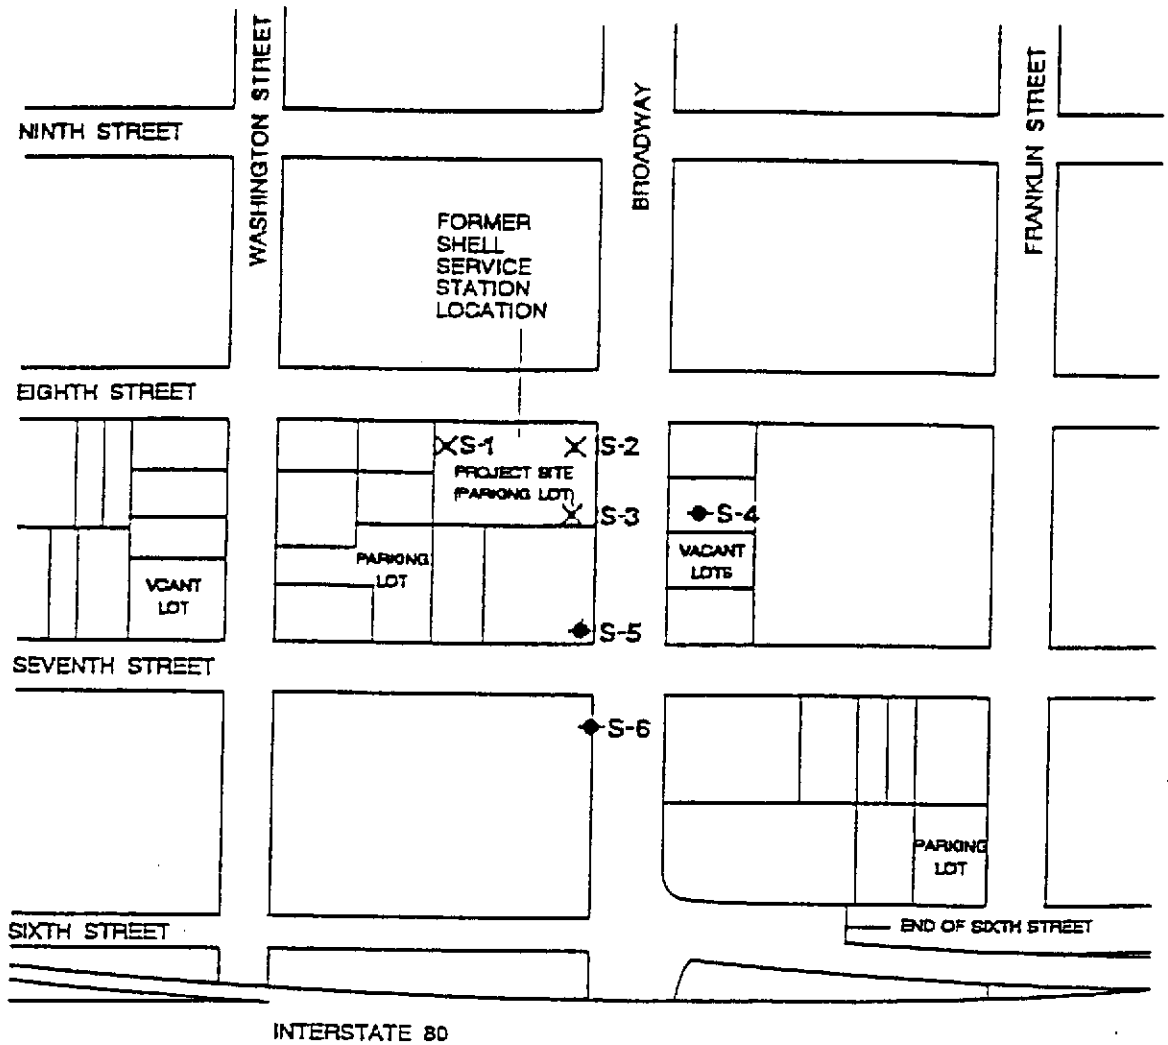 WASHINGTON STREET
BROADWAY
FRANKLIN STREET
NINTH STREET
FORMER
SHELL
SERVICE
STATION
LOCATION
EIGHTH STREET
S-1
S-2
PROJECT SITE
(PARKING LOT)
S-3
S-4
PARKING
LOT
VACANT
LOTS
VCANT
LOT
S-5
SEVENTH STREET
S-6
PARKING
LOT
SIXTH STREET
END OF SIXTH STREET
INTERSTATE 80